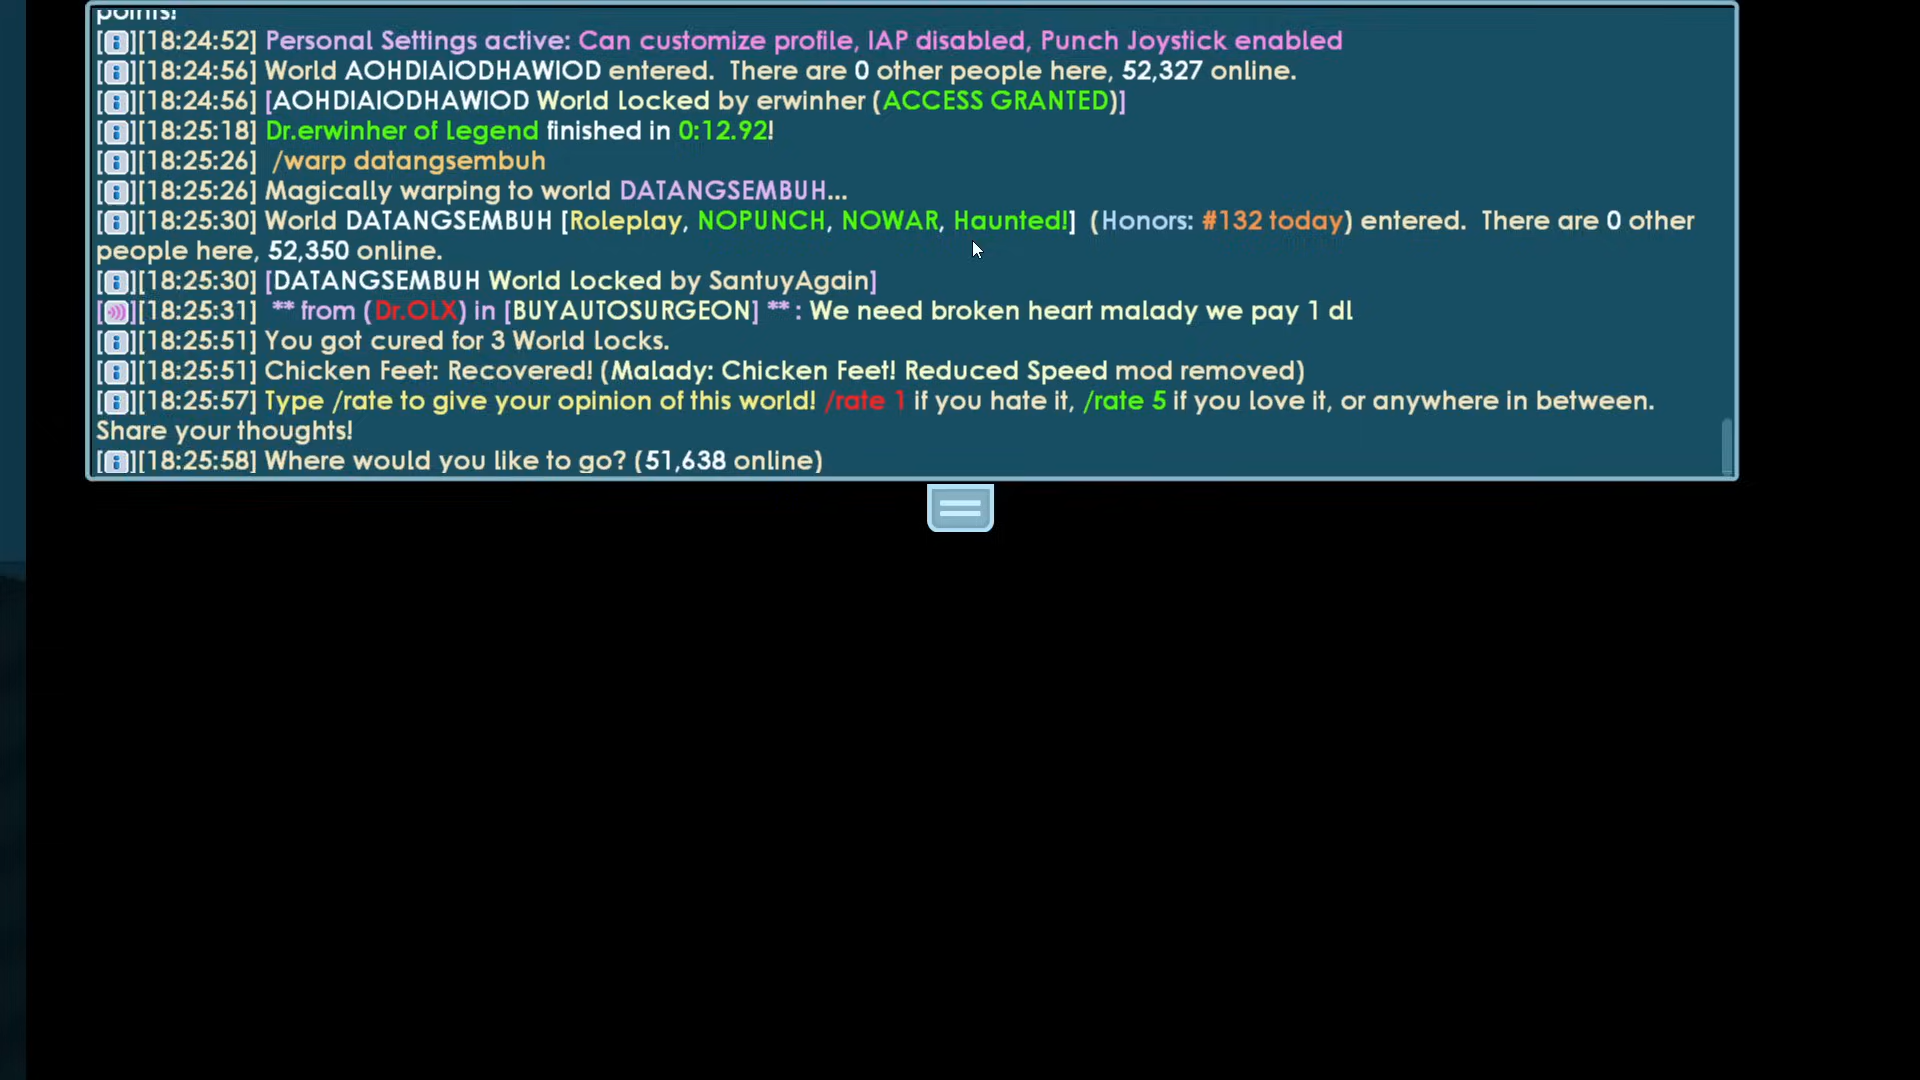 points!
[i][18:24:52] Personal Settings active: Can customize profile, IAP disabled, Punch Joystick enabled
[i][18:24:56] World AOHDIAIODHAWIOD entered.  There are 0 other people here, 52,327 online.
[i][18:24:56] [AOHDIAIODHAWIOD World Locked by erwinher (ACCESS GRANTED)]
[i][18:25:18] Dr.erwinher of Legend finished in 0:12.92!
[i][18:25:26]  /warp datangsembuh
[i][18:25:26] Magically warping to world DATANGSEMBUH...
[i][18:25:30] World DATANGSEMBUH [Roleplay, NOPUNCH, NOWAR, Haunted!]  (Honors: #132 today) entered.  There are 0 other
people here, 52,350 online.
[i][18:25:30] [DATANGSEMBUH World Locked by SantuyAgain]
[][18:25:31]  ** from (Dr.OLX) in [BUYAUTOSURGEON] ** : We need broken heart malady we pay 1 dl
[i][18:25:51] You got cured for 3 World Locks.
[i][18:25:51] Chicken Feet: Recovered! (Malady: Chicken Feet! Reduced Speed mod removed)
[i][18:25:57] Type /rate to give your opinion of this world! /rate 1 if you hate it, /rate 5 if you love it, or anywhere in between.
Share your thoughts!
[i][18:25:58] Where would you like to go? (51,638 online)